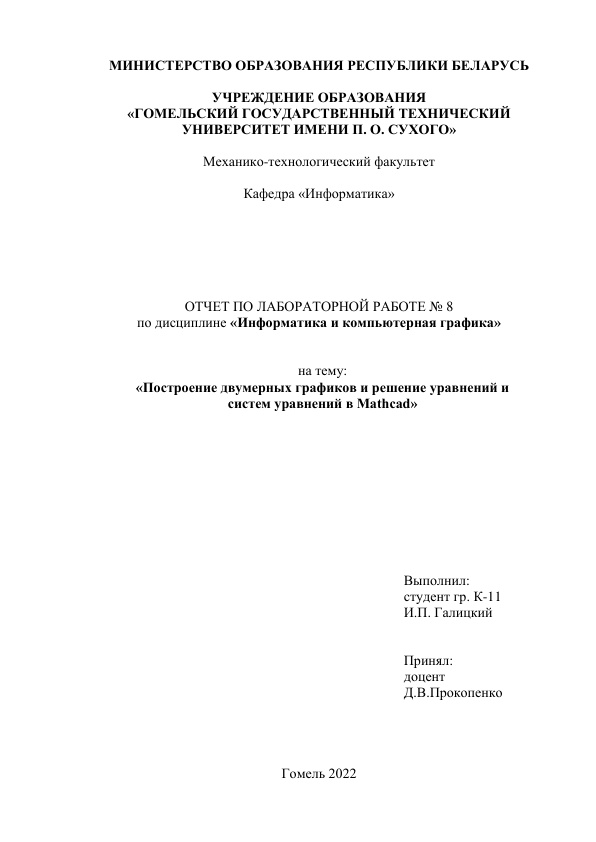 МИНИСТЕРСТВО ОБРАЗОВАНИЯ РЕСПУБЛИКИ БЕЛАРУСЬ
УЧРЕЖДЕНИЕ ОБРАЗОВАНИЯ
«ГОМЕЛЬСКИЙ ГОСУДАРСТВЕННЫЙ ТЕХНИЧЕСКИЙ
УНИВЕРСИТЕТ ИМЕНИ П. О. СУХОГО»
Механико-технологический факультет
Кафедра «Информатика»
ОТЧЕТ ПО ЛАБОРАТОРНОЙ РАБОТЕ № 8
по дисциплине «Информатика и компьютерная графика»
на тему:
«Построение двумерных графиков и решение уравнений и
систем уравнений в Mathcad»
Выполнил:
студент гр. К-11
И.П. Галицкий
Принял:
доцент
Д.В.Прокопенко
Гомель 2022